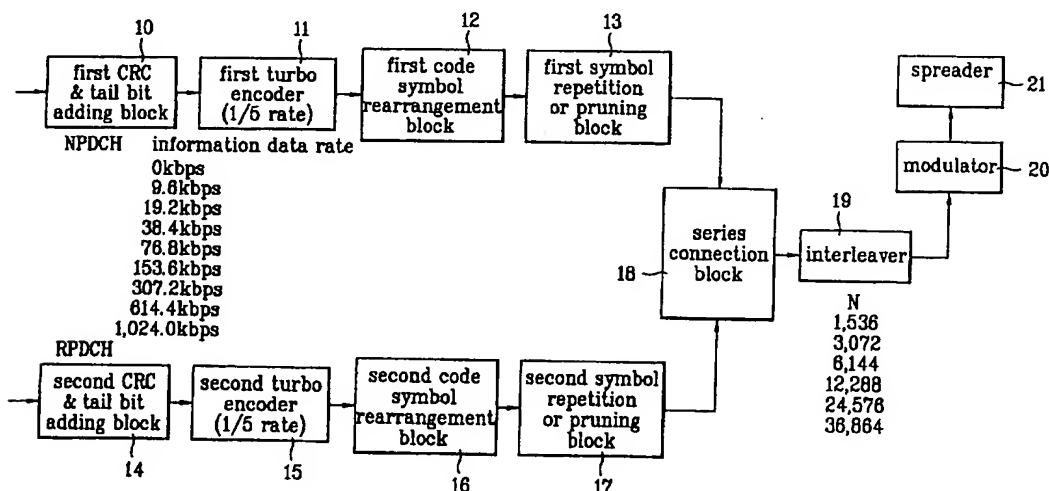 10
first CRC
& tail bit
adding block
11
first turbo
encoder
(1/5 rate)
12
first code
symbol
rearrangement
block
13
first symbol
repetition
or pruning
block
spreader
21
modulator
20
NPDCH information data rate
0kbps
9.6kbps
19.2kbps
38.4kbps
76.8kbps
153.6kbps
307.2kbps
614.4kbps
1,024.0kbps
series
connection
block
18
19
interleaver
N
1,536
3,072
6,144
12,288
24,576
36,864
RPDCH
second CRC
& tail bit
adding block
14
second turbo
encoder
(1/5 rate)
15
second code
symbol
rearrangement
block
16
second symbol
repetition
or pruning
block
17